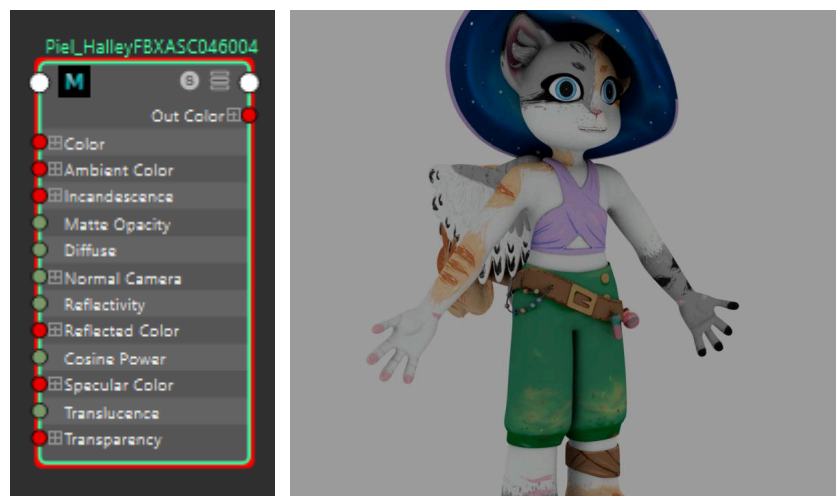 Piel_HalleyFBXASC046004
M
S
Out Color
Color
Ambient Color
Incandescence
Matte Opacity
Diffuse
Normal Camera
Reflectivity
Reflected Color
Cosine Power
Specular Color
Translucence
Transparency